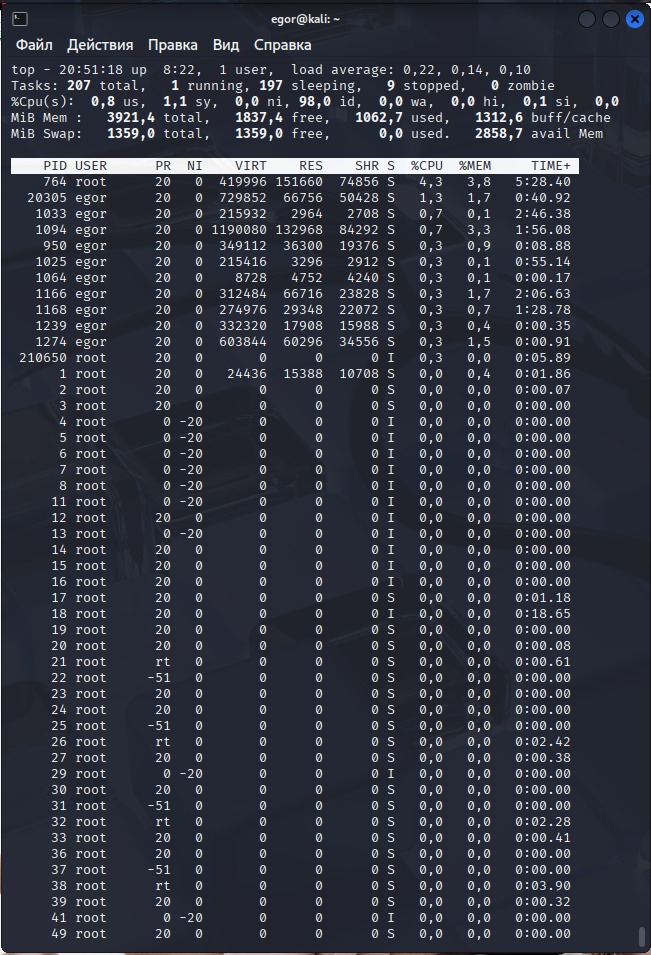 egor@kali: ~
Файл Действия Правка Вид Справка
top - 20:51:18 up  8:22,  1 user,  load average: 0,22, 0,14, 0,10
Tasks: 207 total,   1 running, 197 sleeping,   9 stopped,   0 zombie
%Cpu(s):  0,8 us,  1,1 sy,  0,0 ni, 98,0 id,  0,0 wa,  0,0 hi,  0,1 si,  0,0
MiB Mem :   3921,4 total,   1837,4 free,   1062,7 used,   1312,6 buff/cache
MiB Swap:   1359,0 total,   1359,0 free,      0,0 used.   2858,7 avail Mem
PID USER PR NI VIRT RES SHR S %CPU %MEM TIME+
764 root 20 0 419996 151660 74856 S 4,3 3,8 5:28.40
20305 egor 20 0 729852 66756 50428 S 1,3 1,7 0:40.92
1033 egor 20 0 215932 2964 2708 S 0,7 0,1 2:46.38
1094 egor 20 0 1190080 132968 84292 S 0,7 3,3 1:56.08
950 egor 20 0 349112 36300 19376 S 0,3 0,9 0:08.88
1025 egor 20 0 215416 3296 2912 S 0,3 0,1 0:55.14
1064 egor 20 0 8728 4752 4240 S 0,3 0,1 0:00.17
1166 egor 20 0 312484 66716 23828 S 0,3 1,7 2:06.63
1168 egor 20 0 274976 29348 22072 S 0,3 0,7 1:28.78
1239 egor 20 0 332320 17908 15988 S 0,3 0,4 0:00.35
1274 egor 20 0 603844 60296 34556 S 0,3 1,5 0:00.91
210650 root 20 0 0 0 0 I 0,3 0,0 0:05.89
1 root 20 0 24436 15388 10708 S 0,0 0,4 0:01.86
2 root 20 0 0 0 0 S 0,0 0,0 0:00.07
3 root 20 0 0 0 0 S 0,0 0,0 0:00.00
4 root 0 -20 0 0 0 I 0,0 0,0 0:00.00
5 root 0 -20 0 0 0 I 0,0 0,0 0:00.00
6 root 0 -20 0 0 0 I 0,0 0,0 0:00.00
7 root 0 -20 0 0 0 I 0,0 0,0 0:00.00
8 root 0 -20 0 0 0 I 0,0 0,0 0:00.00
11 root 0 -20 0 0 0 I 0,0 0,0 0:00.00
12 root 20 0 0 0 0 I 0,0 0,0 0:00.00
13 root 0 -20 0 0 0 I 0,0 0,0 0:00.00
14 root 20 0 0 0 0 I 0,0 0,0 0:00.00
15 root 20 0 0 0 0 I 0,0 0,0 0:00.00
16 root 20 0 0 0 0 I 0,0 0,0 0:00.00
17 root 20 0 0 0 0 S 0,0 0,0 0:01.18
18 root 20 0 0 0 0 I 0,0 0,0 0:18.65
19 root 20 0 0 0 0 S 0,0 0,0 0:00.00
20 root 20 0 0 0 0 S 0,0 0,0 0:00.08
21 root rt 0 0 0 0 S 0,0 0,0 0:00.61
22 root -51 0 0 0 0 S 0,0 0,0 0:00.00
23 root 20 0 0 0 0 S 0,0 0,0 0:00.00
24 root 20 0 0 0 0 S 0,0 0,0 0:00.00
25 root -51 0 0 0 0 S 0,0 0,0 0:00.00
26 root rt 0 0 0 0 S 0,0 0,0 0:02.42
27 root 20 0 0 0 0 S 0,0 0,0 0:00.38
29 root 0 -20 0 0 0 I 0,0 0,0 0:00.00
30 root 20 0 0 0 0 S 0,0 0,0 0:00.00
31 root -51 0 0 0 0 S 0,0 0,0 0:00.00
32 root rt 0 0 0 0 S 0,0 0,0 0:02.28
33 root 20 0 0 0 0 S 0,0 0,0 0:00.41
36 root 20 0 0 0 0 S 0,0 0,0 0:00.00
37 root -51 0 0 0 0 S 0,0 0,0 0:00.00
38 root rt 0 0 0 0 S 0,0 0,0 0:03.90
39 root 20 0 0 0 0 S 0,0 0,0 0:00.32
41 root 0 -20 0 0 0 I 0,0 0,0 0:00.00
49 root 20 0 0 0 0 S 0,0 0,0 0:00.00